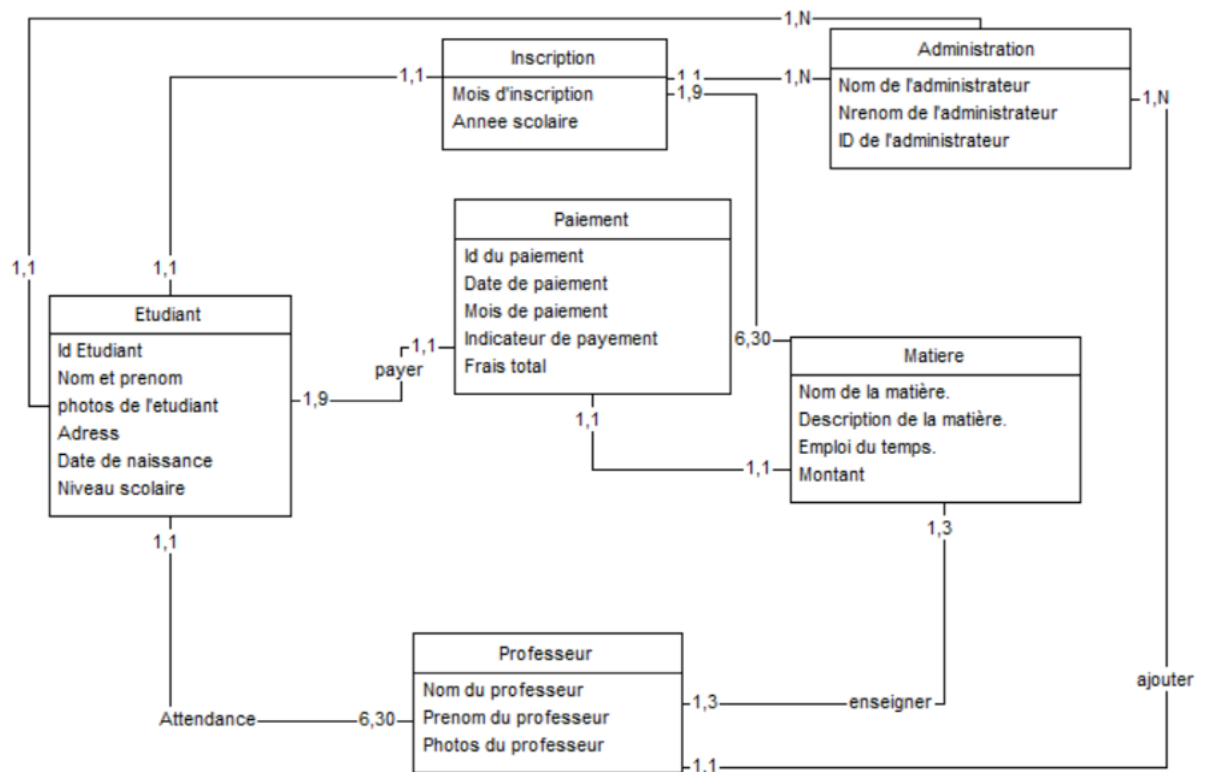 1,N
Inscription
Mois d'inscription
Annee scolaire
1,1
1,1
1,9
1,N
Administration
Nom de l'administrateur
Nrenom de l'administrateur
ID de l'administrateur
1,N
1,1
1,1
Paiement
Id du paiement
Date de paiement
Mois de paiement
Indicateur de payement
Frais total
Etudiant
Id Etudiant
Nom et prenom
photos de l'etudiant
Adress
Date de naissance
Niveau scolaire
1,9
payer
1,1
6,30
Matiere
Nom de la matière.
Description de la matière.
Emploi du temps.
Montant
1,1
1,1
1,1
1,3
Professeur
Nom du professeur
Prenom du professeur
Photos du professeur
Attendance
6,30
1,3
enseigner
ajouter
1,1